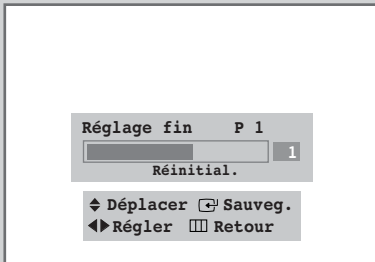 Réglage fin P 1
1
Réinitial.
Déplacer Sauveg.
Régler Retour